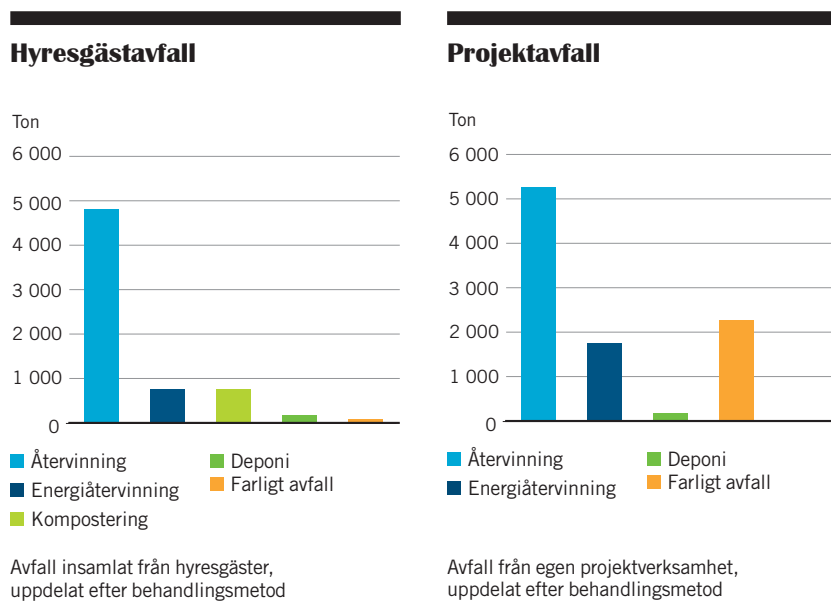 Hyresgästavfall
Ton
6 000
5 000
4 000
3 000
2 000
1 000
0
Återvinning
Energiåtervinning
Kompostering
Deponi
Farligt avfall
Avfall insamlat från hyresgäster,
uppdelat efter behandlingsmetod
Projektavfall
Ton
6 000
5 000
4 000
3 000
2 000
1 000
0
Återvinning
Energiåtervinning
Deponi
Farligt avfall
Avfall från egen projektverksamhet,
uppdelat efter behandlingsmetod